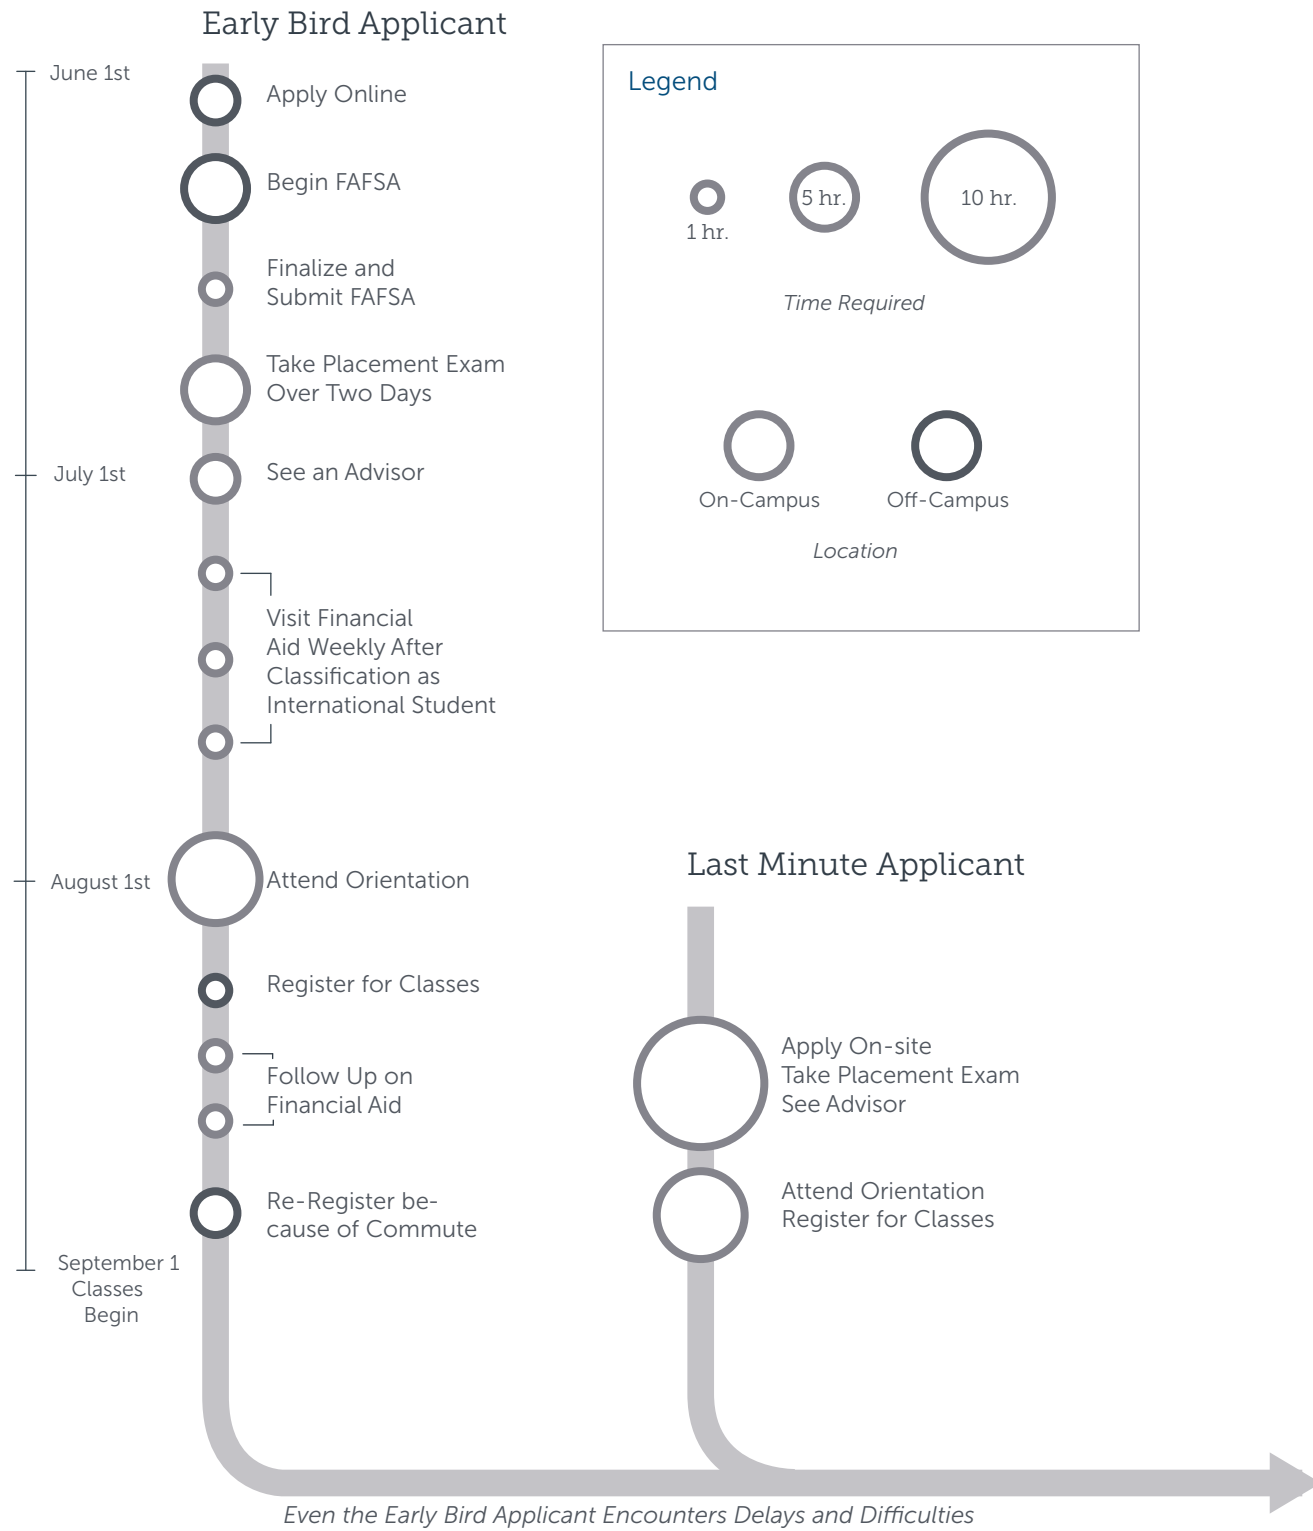 Early Bird Applicant
June 1st
Apply Online
Begin FAFSA
Finalize and
Submit FAFSA
Take Placement Exam
Over Two Days
July 1st
See an Advisor
Visit Financial
Aid Weekly After
Classification as
International Student
August 1st
Attend Orientation
Register for Classes
Follow Up on
Financial Aid
Re-Register be-
cause of Commute
September 1
Classes
Begin
Legend
1 hr.
5 hr.
10 hr.
Time Required
On-Campus
Off-Campus
Location
Last Minute Applicant
Apply On-site
Take Placement Exam
See Advisor
Attend Orientation
Register for Classes
Even the Early Bird Applicant Encounters Delays and Difficulties